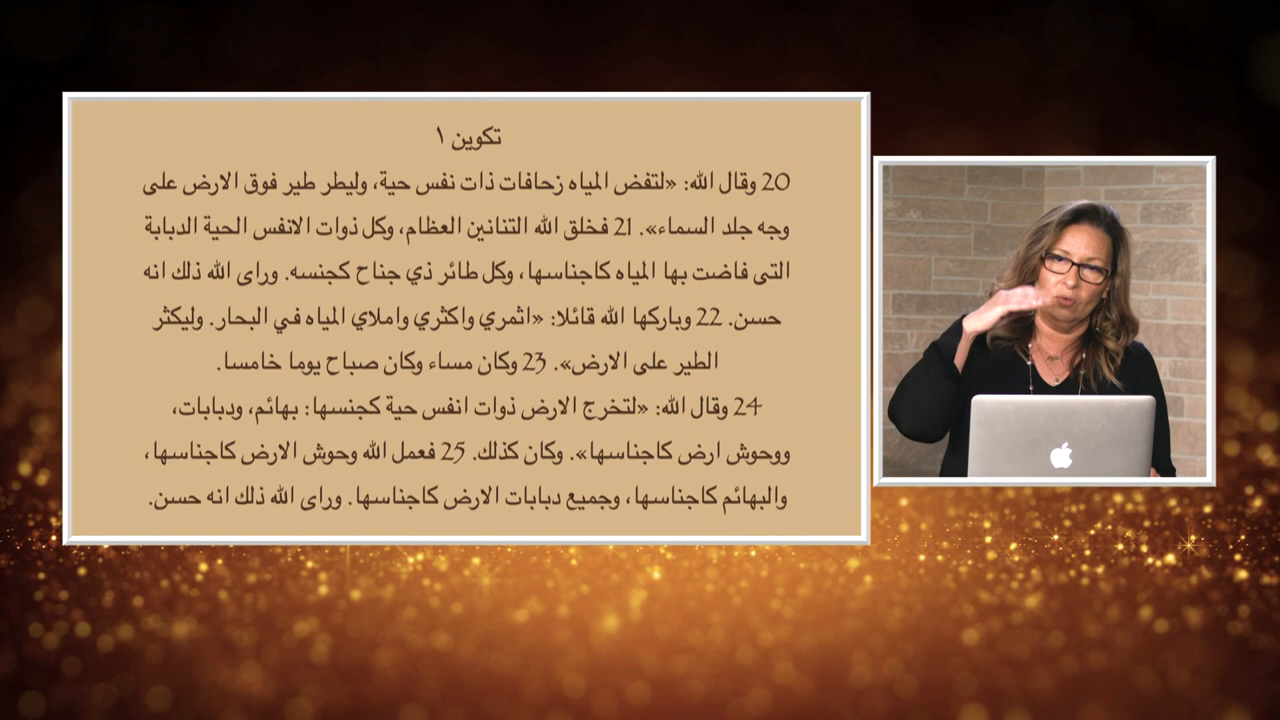 تكوين ١
20 وقال الله: «لتفض المياه زحافات ذات نفس حية، وليطر طير فوق الارض على
وجه جلد السماء». 21 فخلق الله التنانين العظام، وكل ذوات الانفس الحية الدبابة
التى فاضت بها المياه كاجناسها، وكل طائر ذي جناح كجنسه. وراى الله ذلك انه
حسن. 22 وباركها الله قائلا: «اثمري واكثري واملاي المياه في البحار. وليكثر
الطير على الارض». 23 وكان مساء وكان صباح يوما خامسا.
24 وقال الله: «لتخرج الارض ذوات انفس حية كجنسها: بهائم، ودبابات،
ووحوش ارض كاجناسها». وكان كذلك. 25 فعمل الله وحوش الارض كاجناسها،
والبهائم كاجناسها، وجميع دبابات الارض كاجناسها. وراى الله ذلك انه حسن.